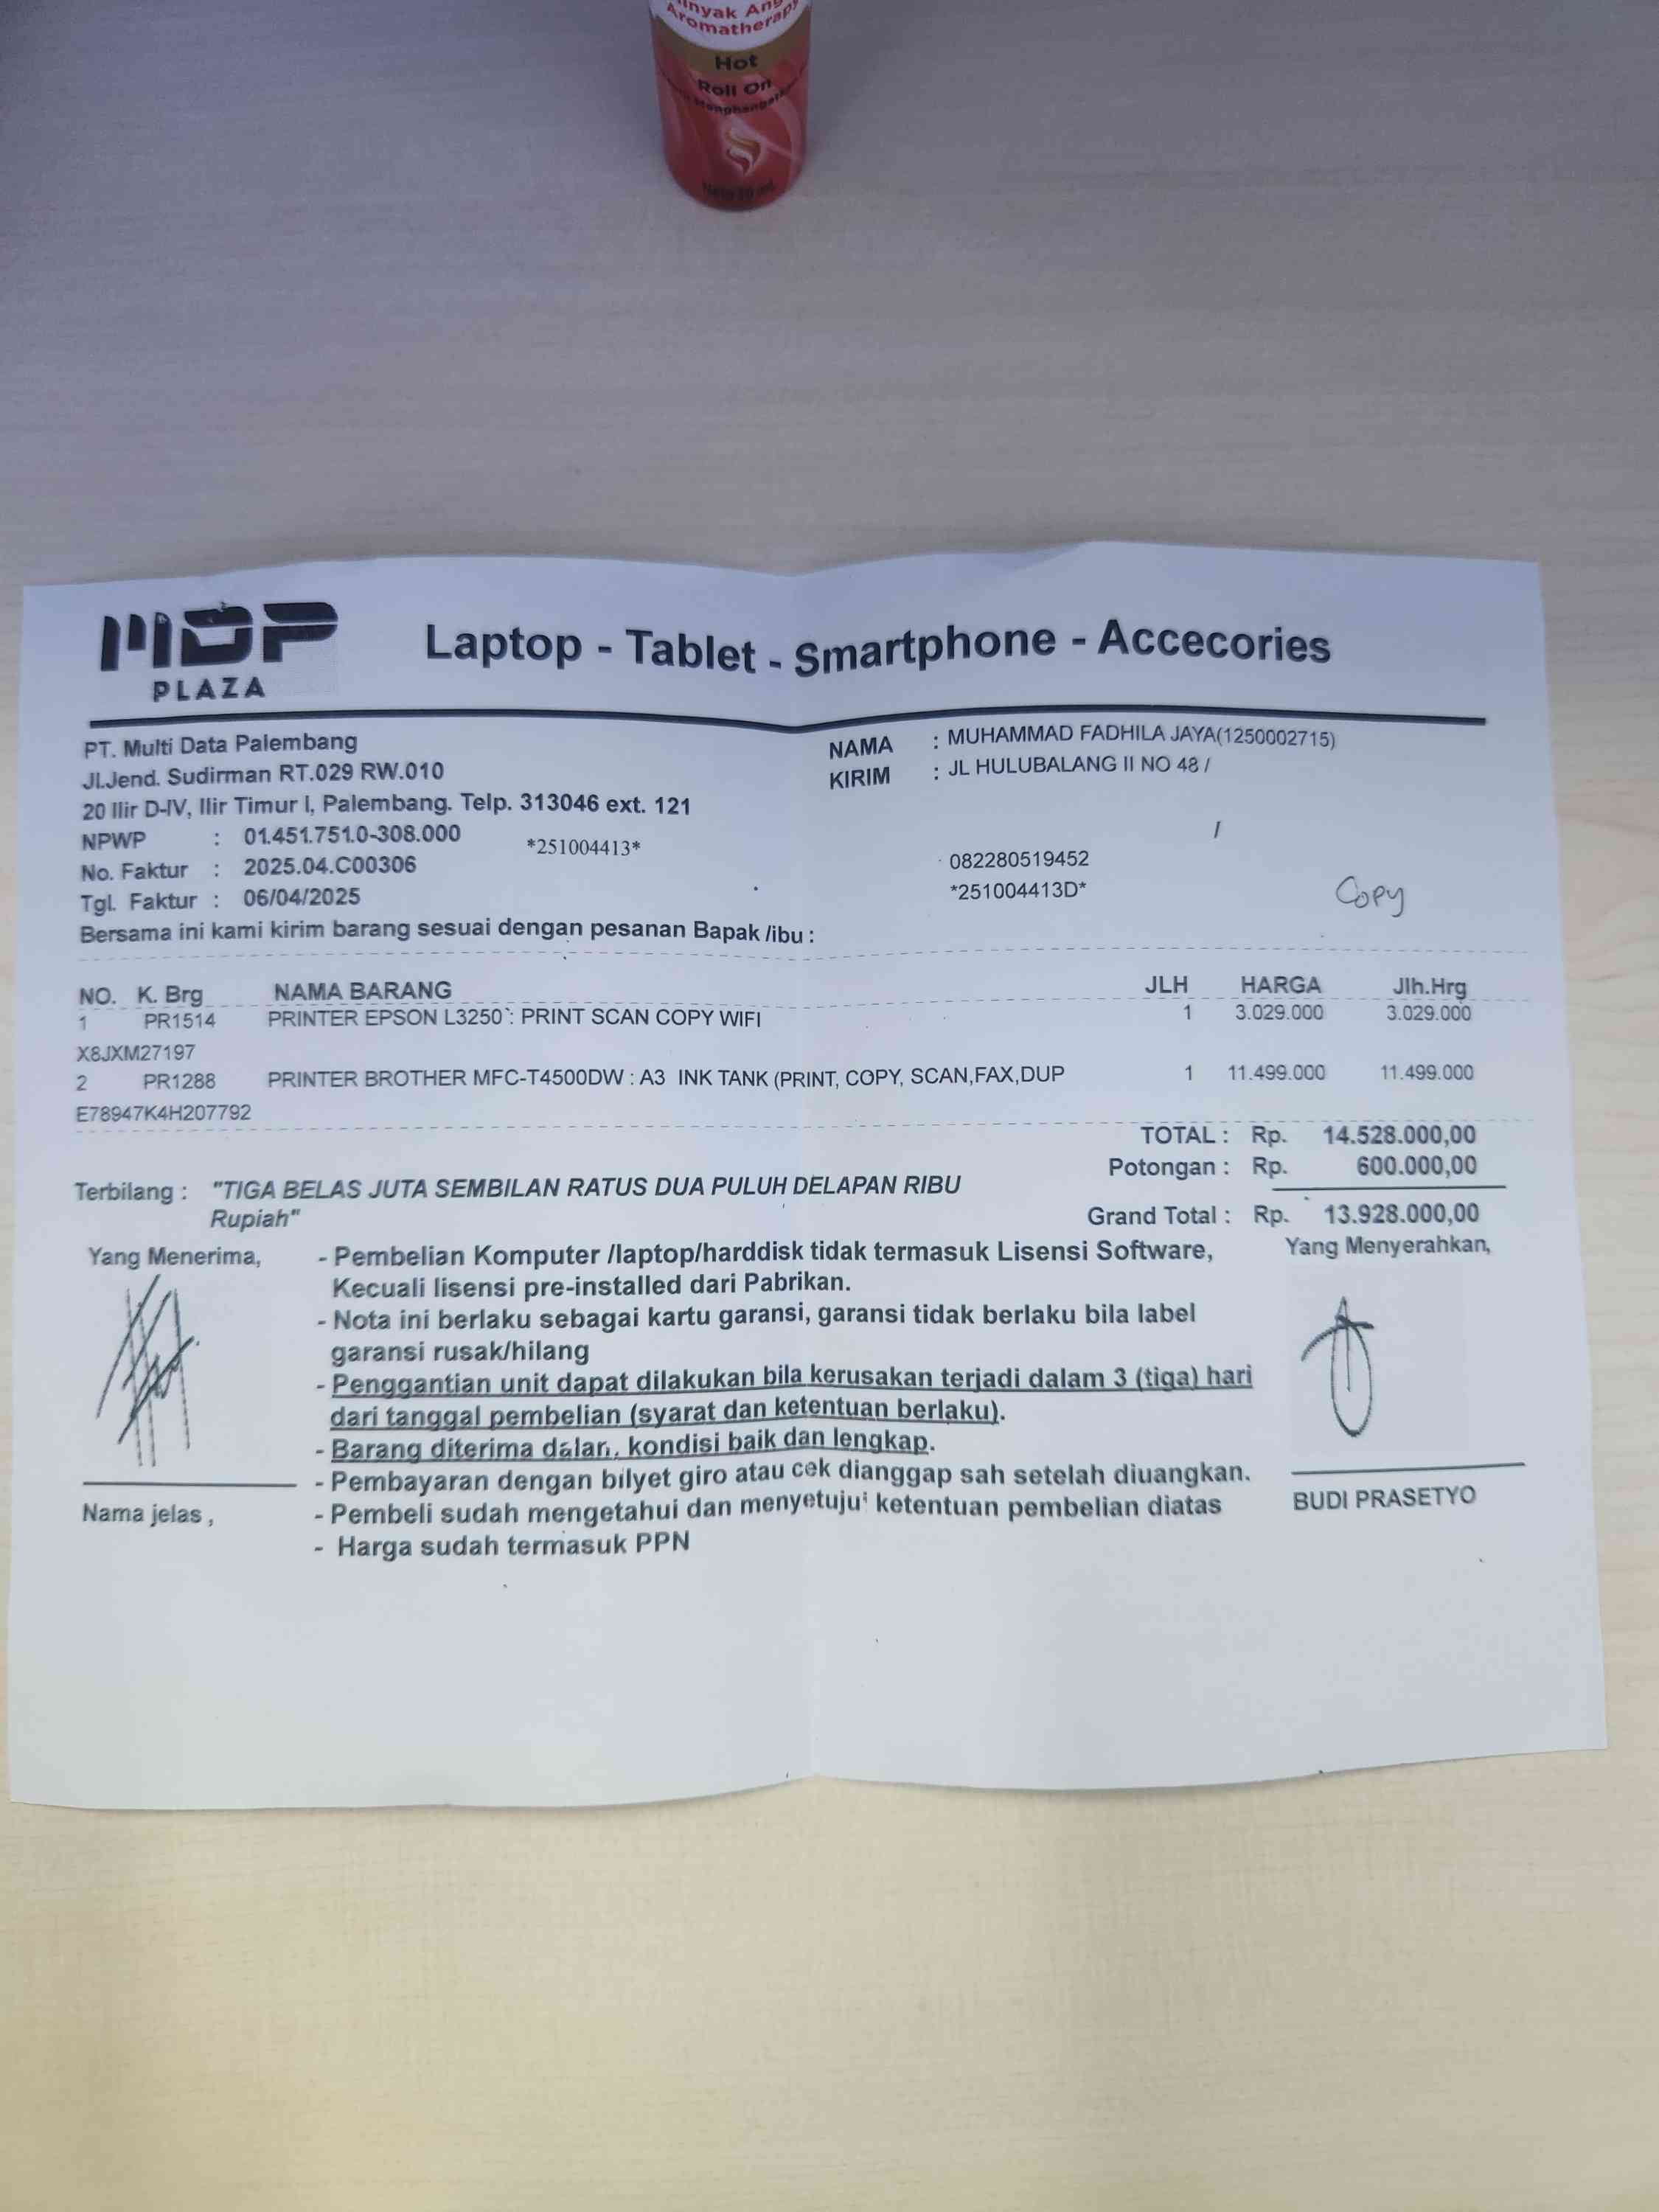 Aromatherapy
Hot
Roll On
MDP
PLAZA
Laptop - Tablet - Smartphone - Accecories
PT. Multi Data Palembang
Jl.Jend. Sudirman RT.029 RW.010
20 Ilir D-IV, Ilir Timur I, Palembang. Telp. 313046 ext. 121
NPWP : 01.451.751.0-308.000 *251004413*
No. Faktur : 2025.04.C00306
Tgl. Faktur : 06/04/2025
NAMA : MUHAMMAD FADHILA JAYA(1250002715)
KIRIM : JL HULUBALANG II NO 48 /
/
082280519452
*251004413D*
Copy
Bersama ini kami kirim barang sesuai dengan pesanan Bapak /ibu :
NO. K. Brg NAMA BARANG JLH HARGA Jlh.Hrg
1 PR1514 PRINTER EPSON L3250 : PRINT SCAN COPY WIFI 1 3.029.000 3.029.000
X8JXM27197
2 PR1288 PRINTER BROTHER MFC-T4500DW : A3 INK TANK (PRINT, COPY, SCAN,FAX,DUP 1 11.499.000 11.499.000
E78947K4H207792
TOTAL : Rp. 14.528.000,00
Potongan : Rp. 600.000,00
Grand Total : Rp. 13.928.000,00
Terbilang : "TIGA BELAS JUTA SEMBILAN RATUS DUA PULUH DELAPAN RIBU
Rupiah"
Yang Menerima,
- Pembelian Komputer /laptop/harddisk tidak termasuk Lisensi Software,
Kecuali lisensi pre-installed dari Pabrikan.
- Nota ini berlaku sebagai kartu garansi, garansi tidak berlaku bila label
garansi rusak/hilang
- Penggantian unit dapat dilakukan bila kerusakan terjadi dalam 3 (tiga) hari
dari tanggal pembelian (syarat dan ketentuan berlaku).
- Barang diterima dalam kondisi baik dan lengkap.
- Pembayaran dengan bilyet giro atau cek dianggap sah setelah diuangkan.
- Pembeli sudah mengetahui dan menyetujui ketentuan pembelian diatas
- Harga sudah termasuk PPN
Nama jelas ,
Yang Menyerahkan,
BUDI PRASETYO